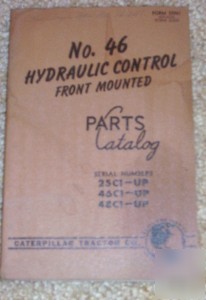 No. 46
HYDRAULIC CONTROL
FRONT MOUNTED
PARTS
Catalog
SERIAL NUMBERS
25C1-UP
46C1-UP
48C1-UP
CATERPILLAR TRACTOR CO.